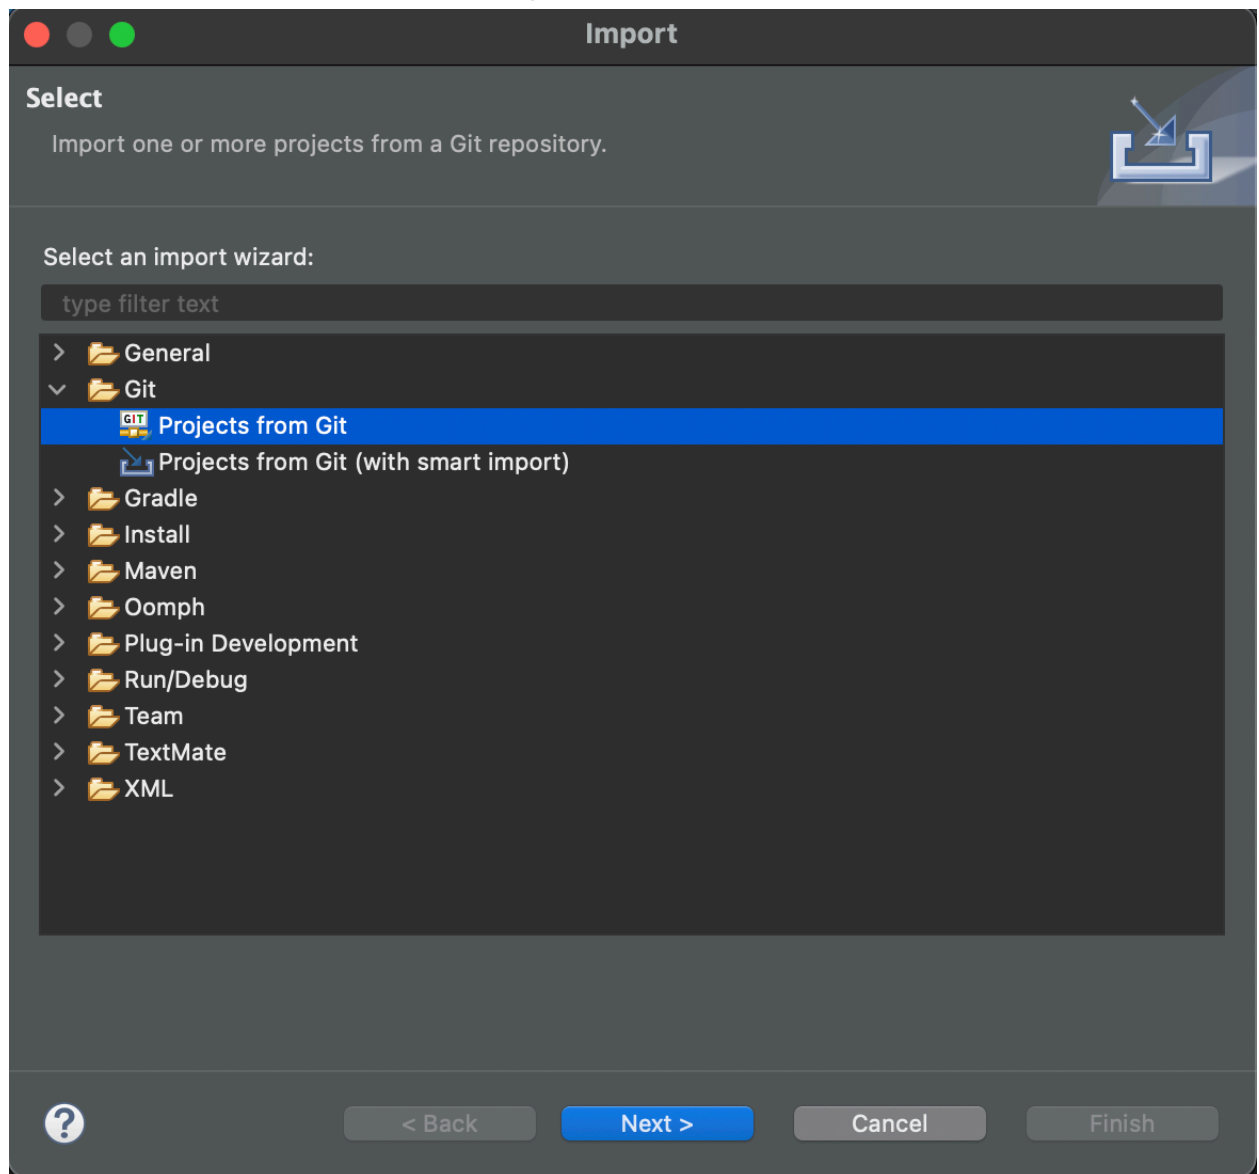 Import
Select
Import one or more projects from a Git repository.
Select an import wizard:
type filter text
General
Git
GIT Projects from Git
Projects from Git (with smart import)
Gradle
Install
Maven
Oomph
Plug-in Development
Run/Debug
Team
TextMate
XML
? < Back Next > Cancel Finish